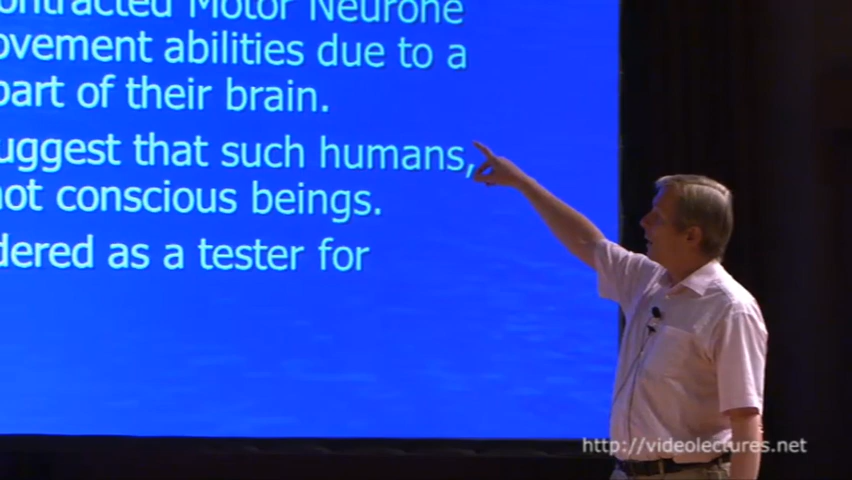 ontracted Motor Neurone
ovement abilities due to a
part of their brain.
uggest that such humans,
not conscious beings.
dered as a tester for
http://videolectures.net